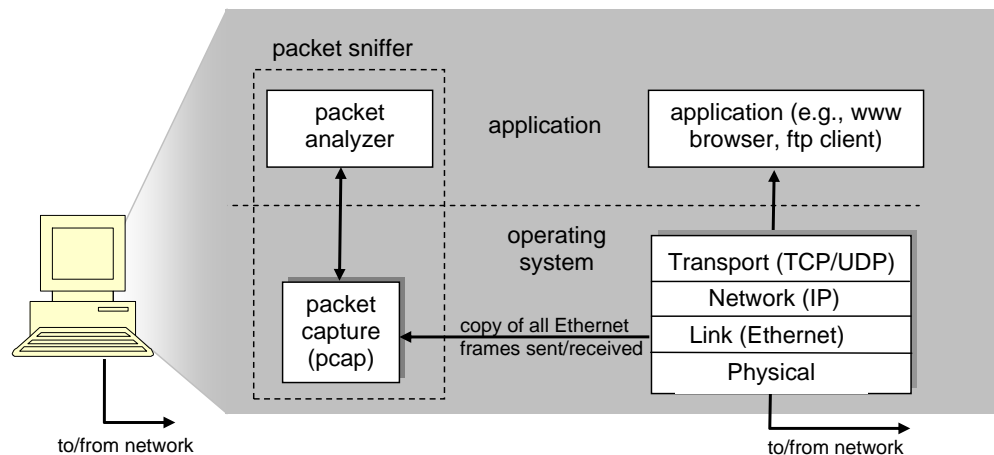 packet sniffer
packet
analyzer
application
application (e.g., www
browser, ftp client)
operating
system
packet
capture
(pcap)
copy of all Ethernet
frames sent/received
Transport (TCP/UDP)
Network (IP)
Link (Ethernet)
Physical
to/from network
to/from network